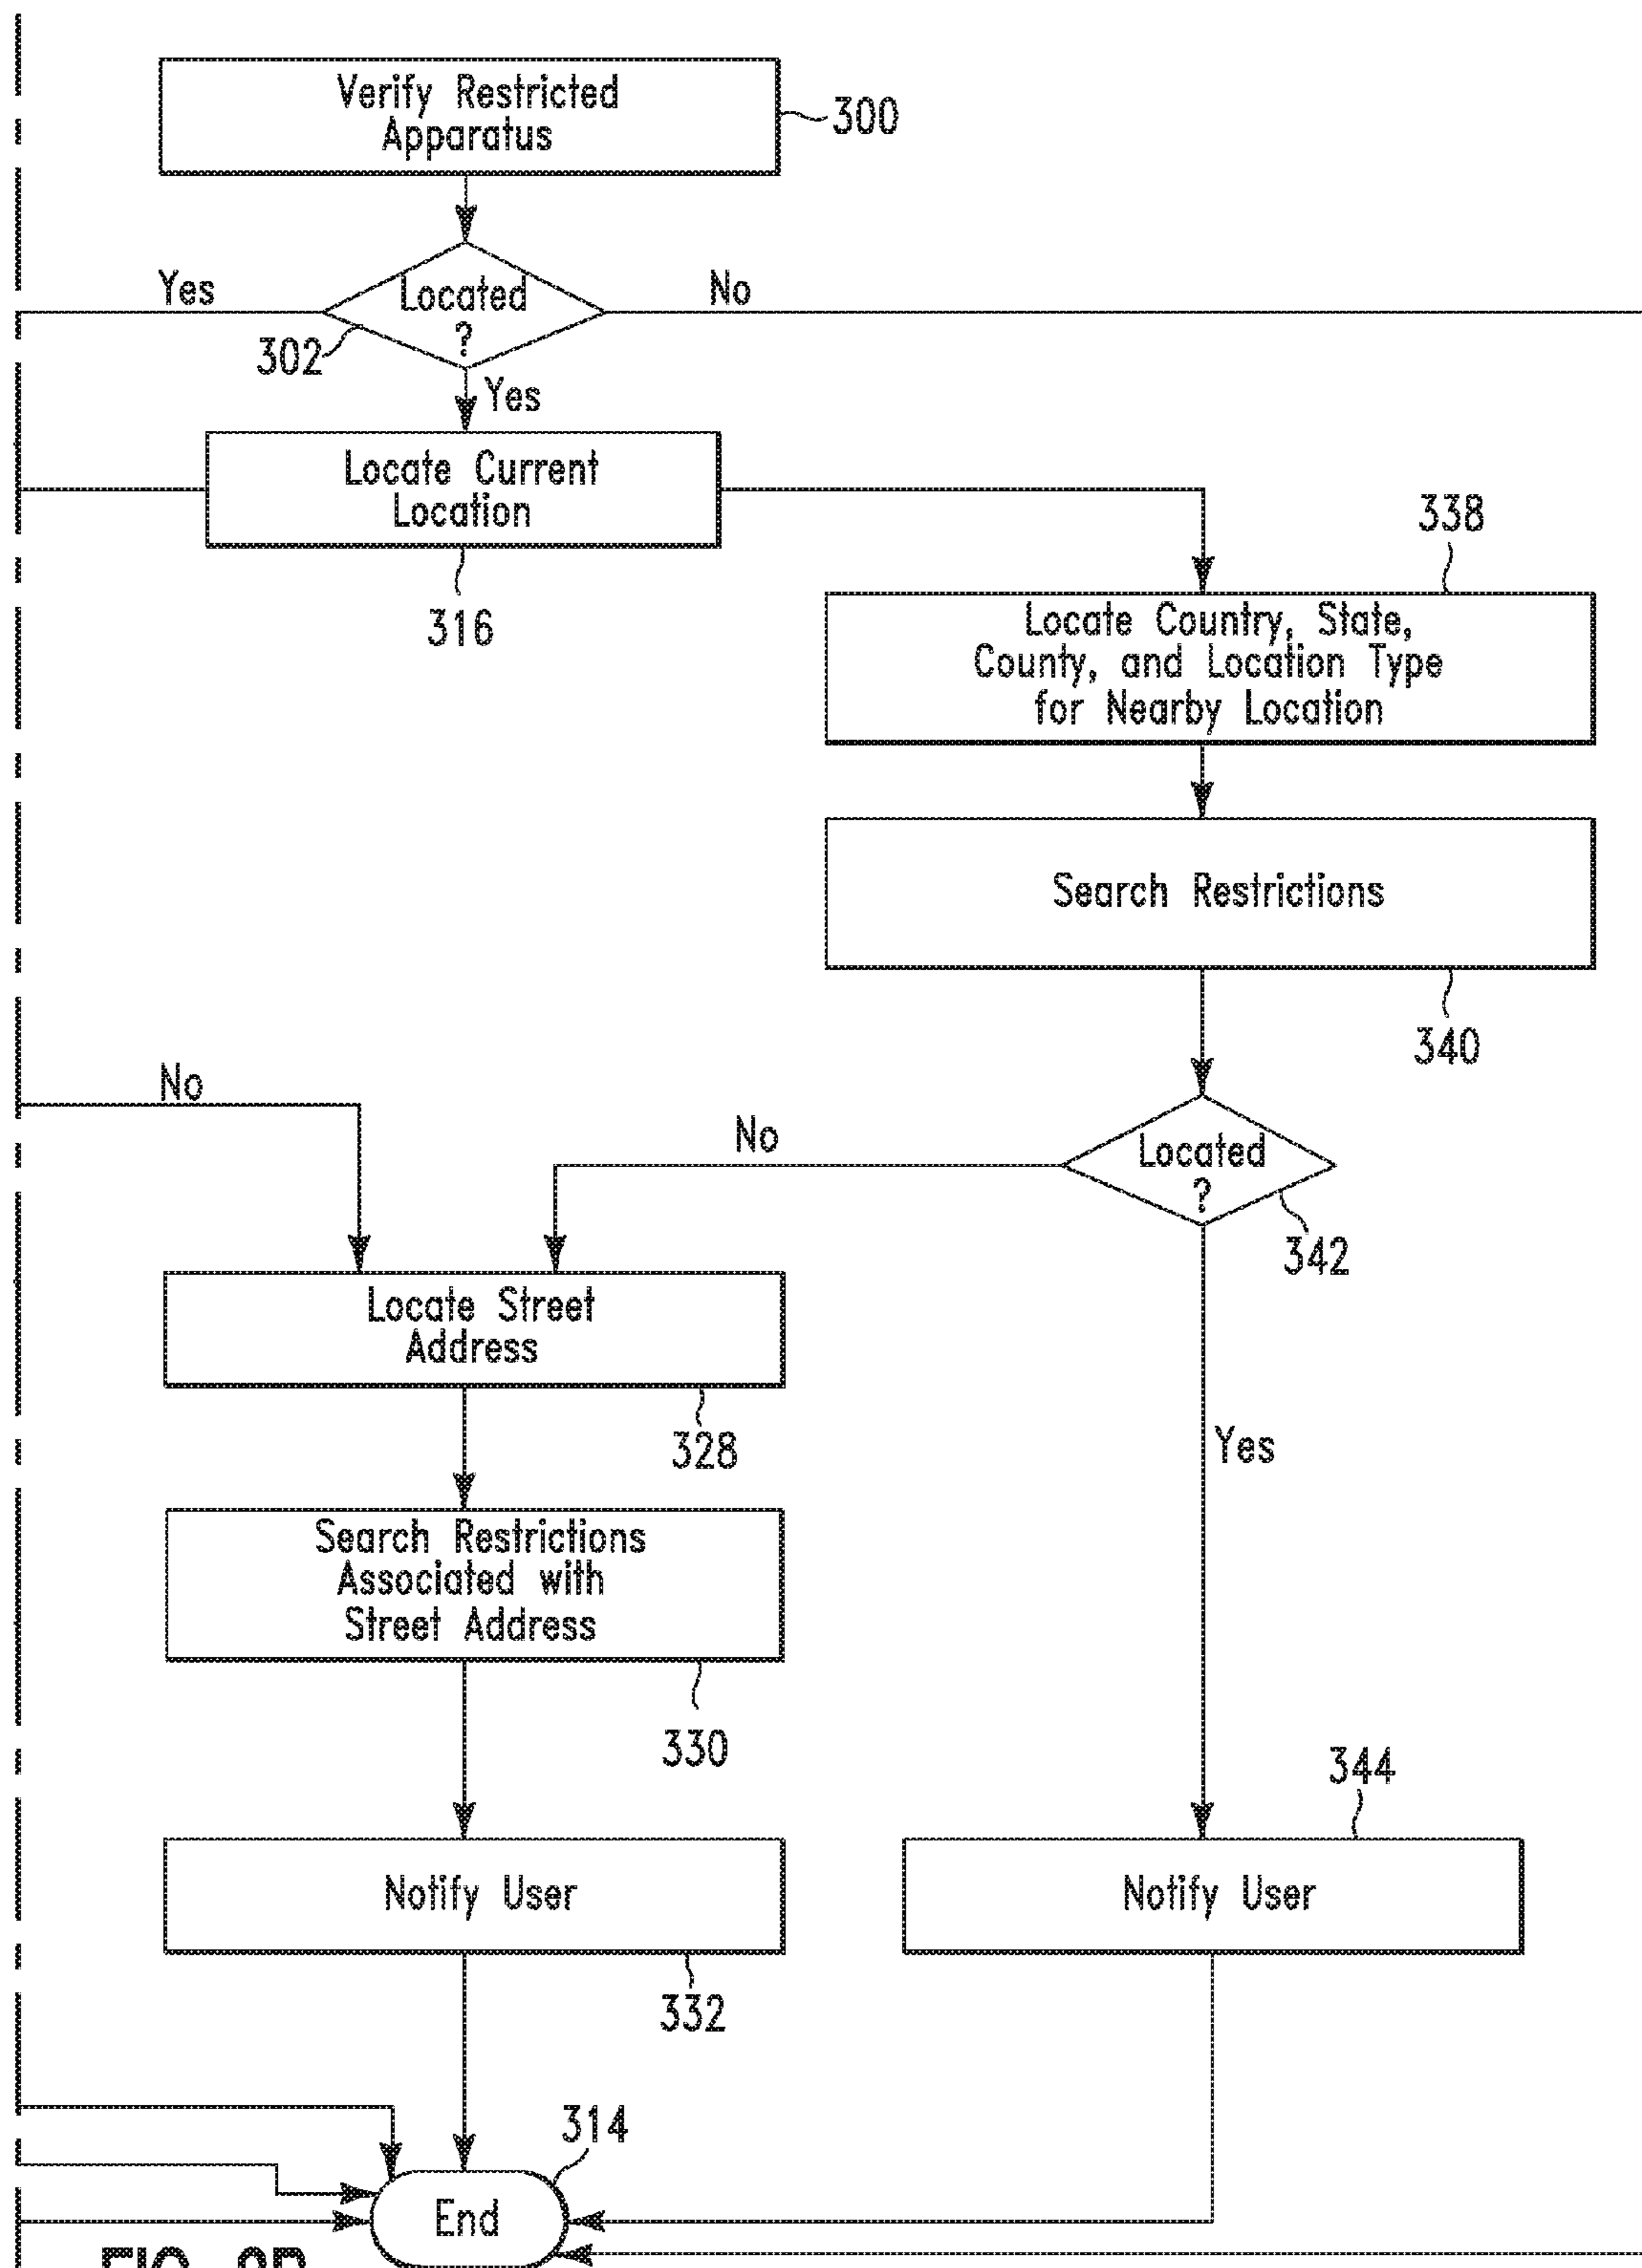 Verify Restricted
Apparatus
300
Yes
Located
?
No
302
Yes
Locate Current
Location
316
338
Locate Country, State,
County, and Location Type
for Nearby Location
Search Restrictions
340
No
No
Located
?
342
Locate Street
Address
328
Yes
Search Restrictions
Associated with
Street Address
330
344
Notify User
Notify User
332
314
End